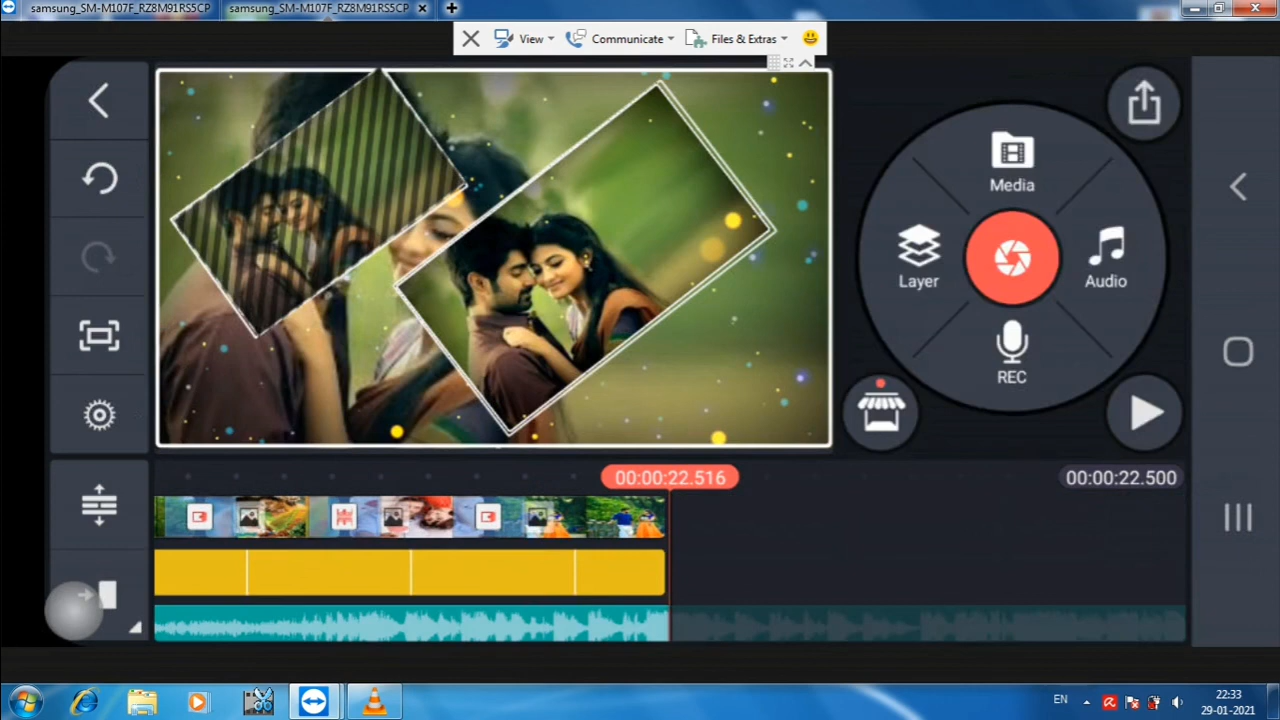 samsung_SM-M107F_RZ8M91RS5CP
samsung_SM-M107F_RZ8M91RS5CP
View
Communicate
Files & Extras
Media
Layer
Audio
REC
00:00:22.516
00:00:22.500
EN
22:33
29-01-2021